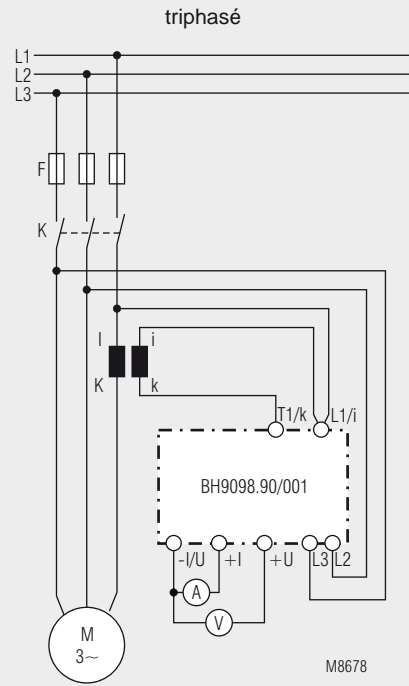 triphasé
L1
L2
L3
F
K
l i
K k
T1/k L1/i
BH9098.90/001
-I/U +I +U L3 L2
A
V
M
3~
M8678